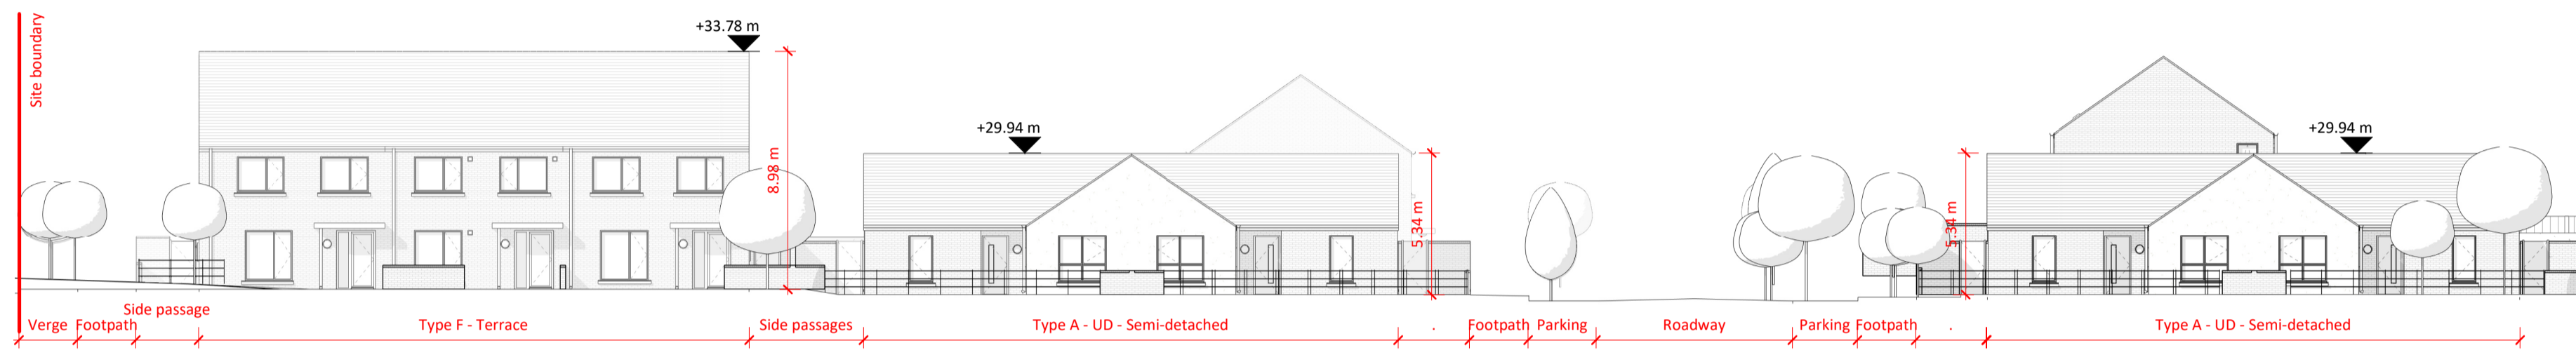 Site boundary
+33.78 m
8.98 m
+29.94 m
5.34 m
+29.94 m
5.34 m
Side passage
Verge Footpath Type F - Terrace Side passages Type A - UD - Semi-detached . Footpath Parking Roadway Parking Footpath . Type A - UD - Semi-detached